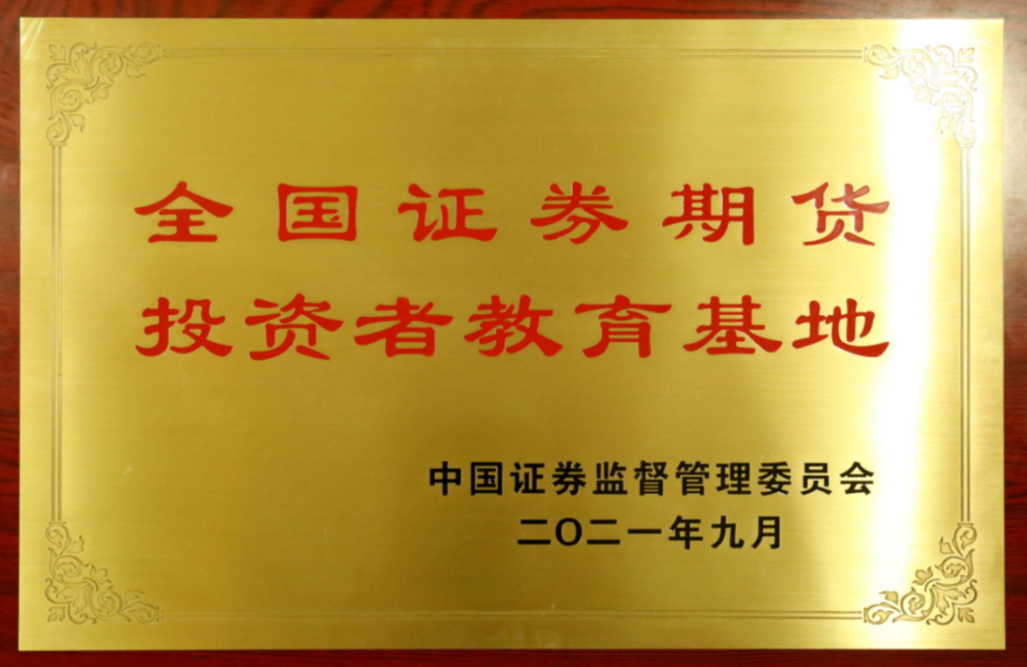 全国证券期货
投资者教育基地
中国证券监督管理委员会
二〇二一年九月